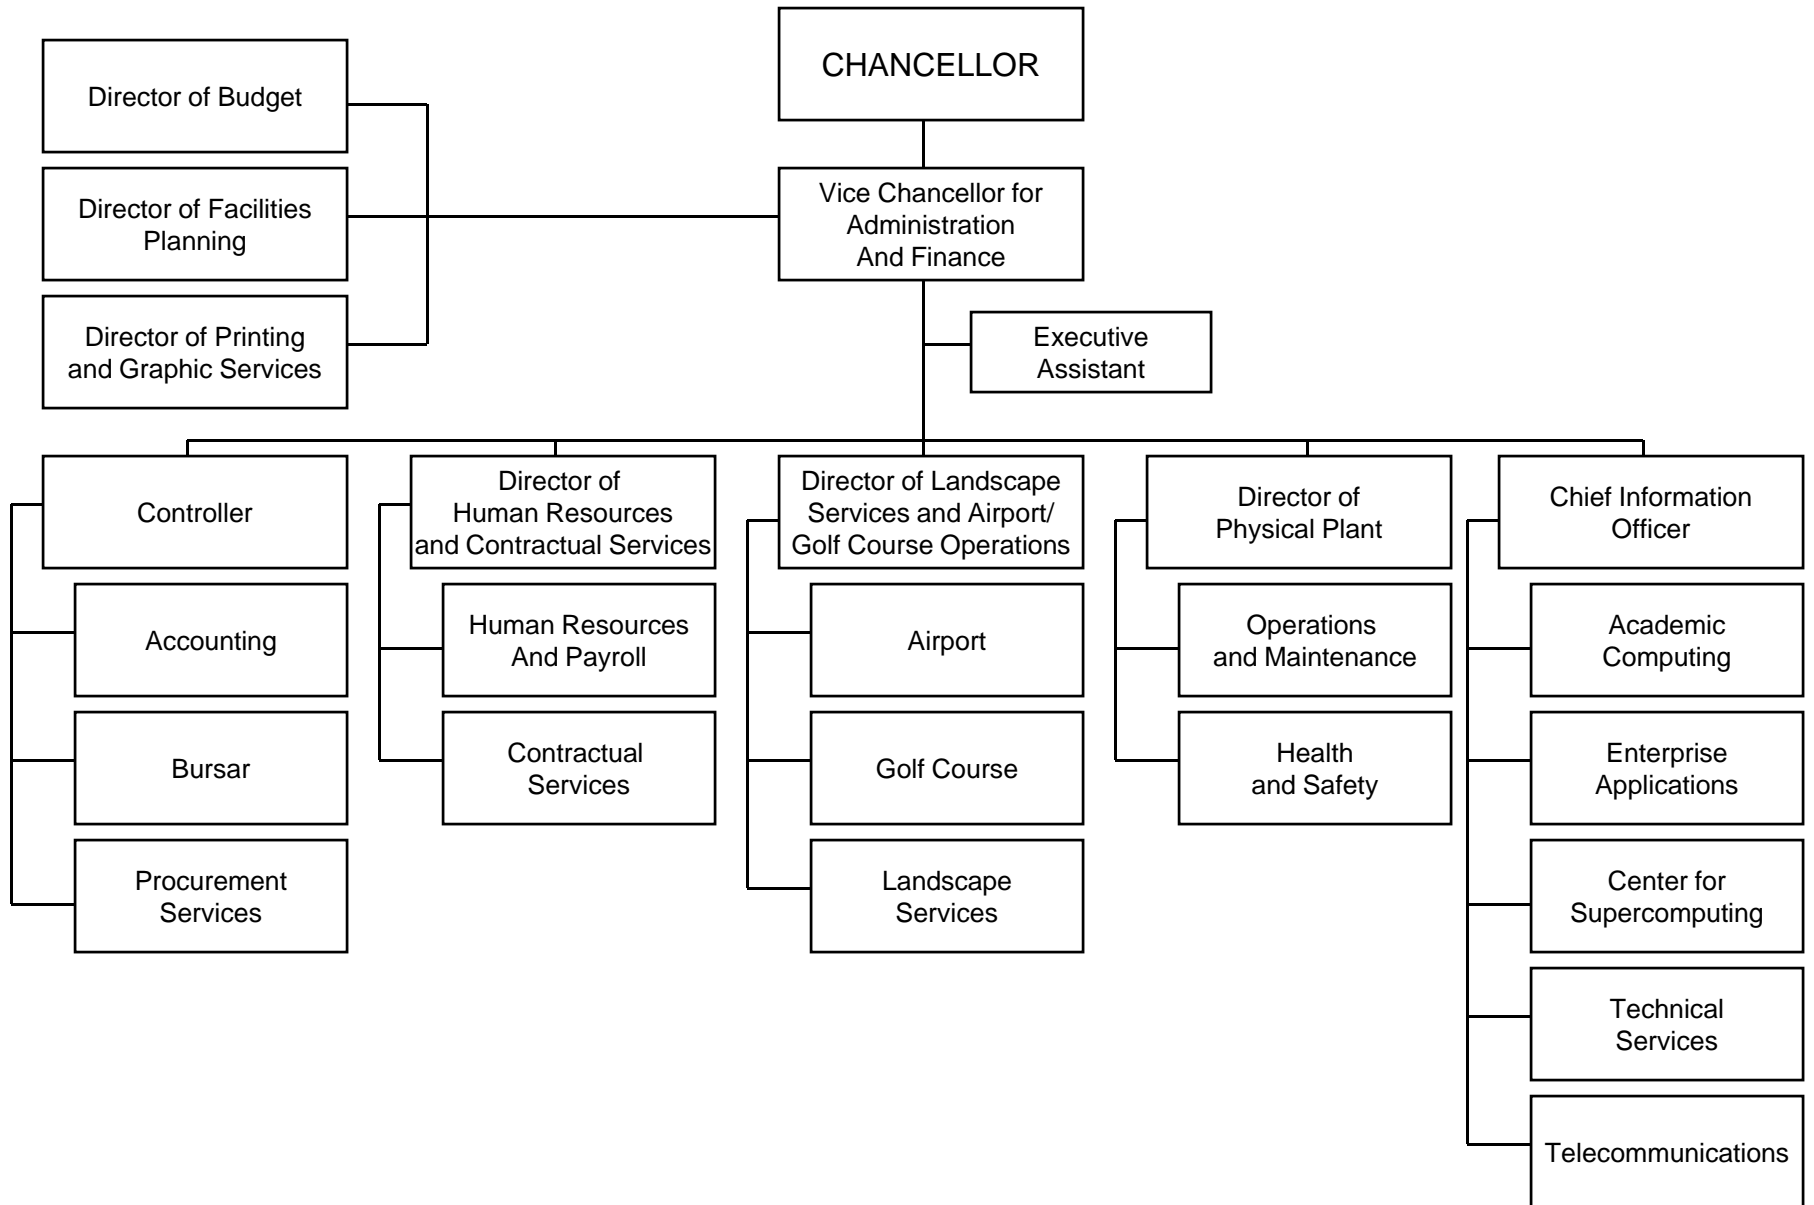 CHANCELLOR
Director of Budget
Vice Chancellor for
Administration
And Finance
Director of Facilities
Planning
Director of Printing
and Graphic Services
Executive
Assistant
Controller
Accounting
Bursar
Procurement
Services
Director of
Human Resources
and Contractual Services
Human Resources
And Payroll
Contractual
Services
Director of Landscape
Services and Airport/
Golf Course Operations
Airport
Golf Course
Landscape
Services
Director of
Physical Plant
Operations
and Maintenance
Health
and Safety
Chief Information
Officer
Academic
Computing
Enterprise
Applications
Center for
Supercomputing
Technical
Services
Telecommunications